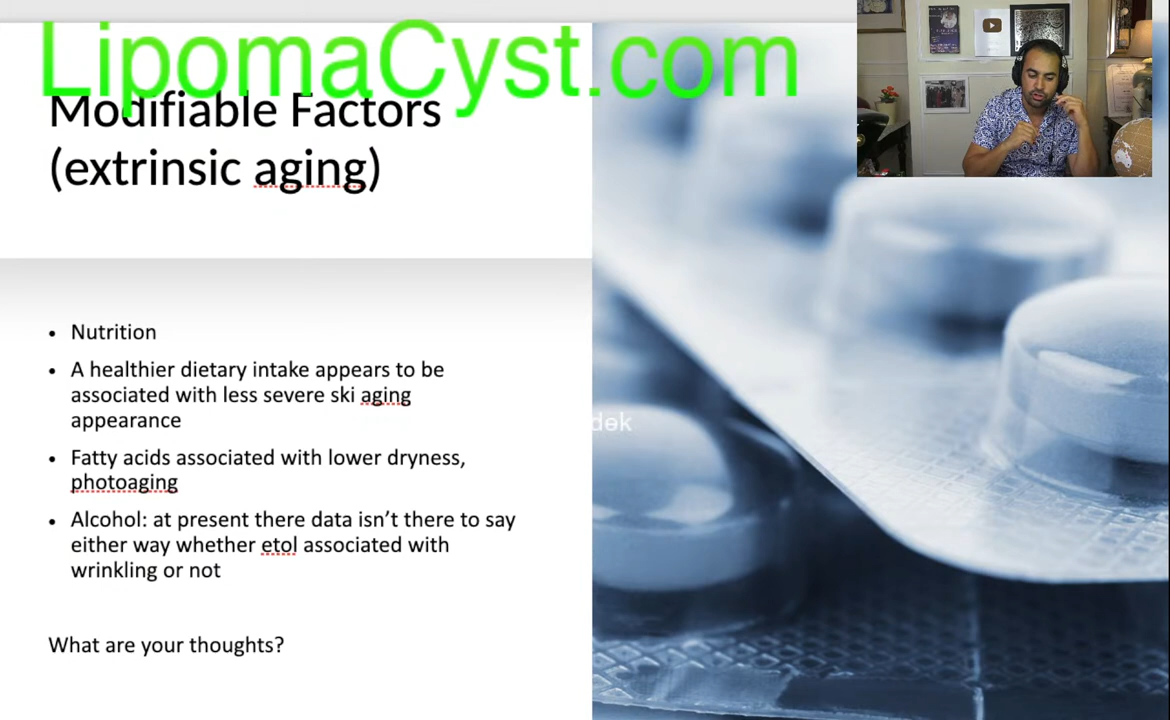 LipomaCyst.com
Modifiable Factors
(extrinsic aging)
• Nutrition
• A healthier dietary intake appears to be
associated with less severe ski aging
appearance
• Fatty acids associated with lower dryness,
photoaging
• Alcohol: at present there data isn't there to say
either way whether etol associated with
wrinkling or not
What are your thoughts?